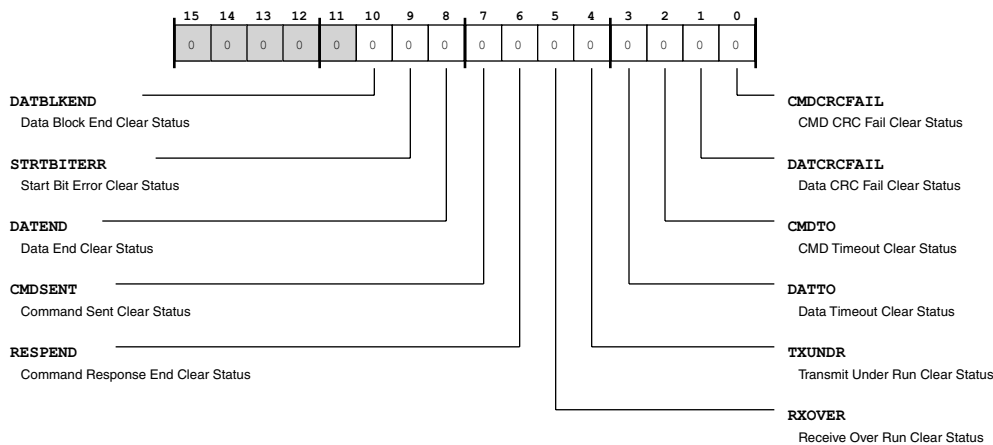 15 14 13 12 11 10 9 8 7 6 5 4 3 2 1 0
0 0 0 0 0 0 0 0 0 0 0 0 0 0 0 0
DATBLKEND
Data Block End Clear Status
STRTBITERR
Start Bit Error Clear Status
DATEND
Data End Clear Status
CMDSENT
Command Sent Clear Status
RESPEND
Command Response End Clear Status
CMDCRCFAIL
CMD CRC Fail Clear Status
DATCRCFAIL
Data CRC Fail Clear Status
CMDTO
CMD Timeout Clear Status
DATTO
Data Timeout Clear Status
TXUNDR
Transmit Under Run Clear Status
RXOVER
Receive Over Run Clear Status